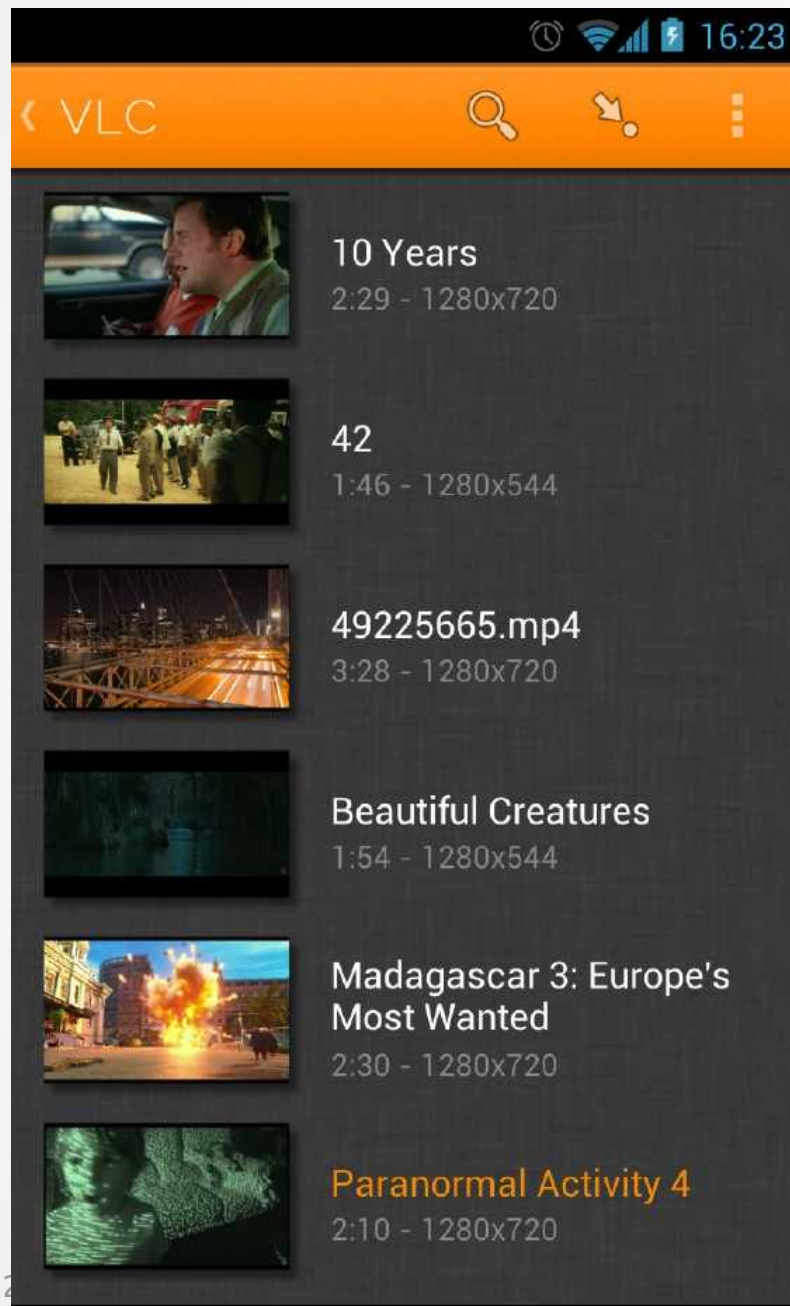 16:23
VLC
10 Years
2:29 - 1280x720
42
1:46 - 1280x544
49225665.mp4
3:28 - 1280x720
Beautiful Creatures
1:54 - 1280x544
Madagascar 3: Europe's
Most Wanted
2:30 - 1280x720
Paranormal Activity 4
2:10 - 1280x720